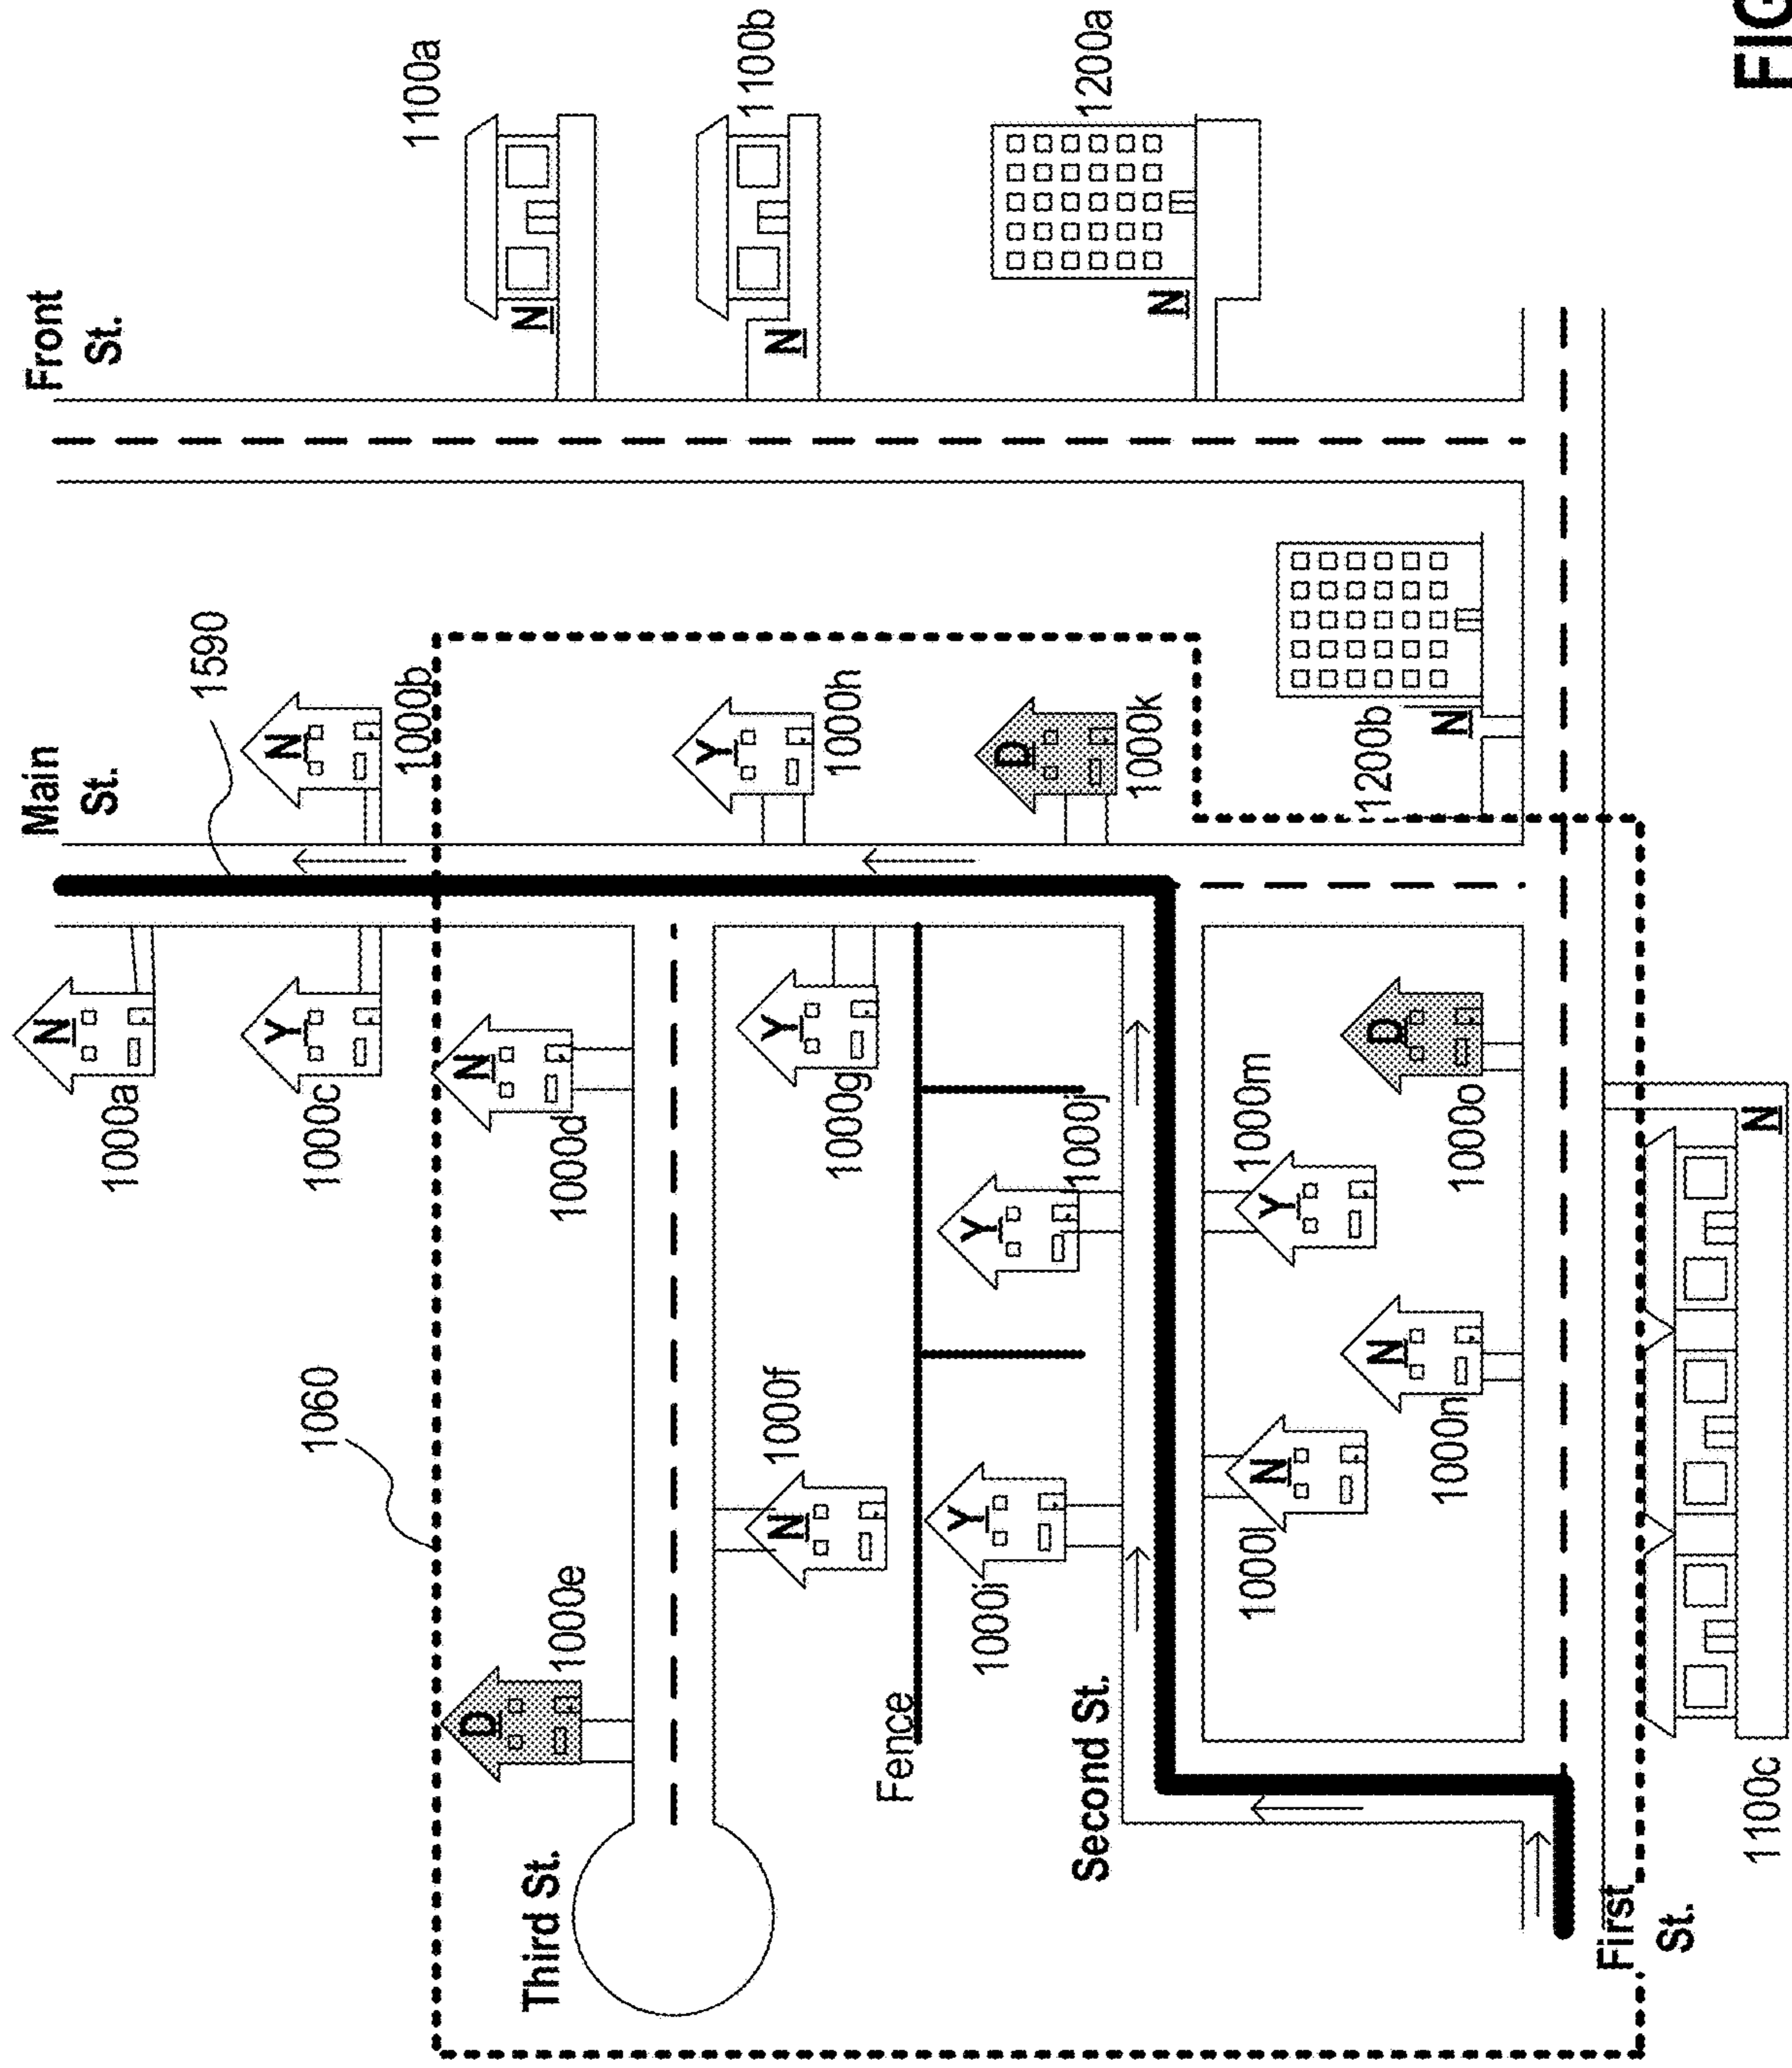 FIG
Front
St.
1100a
N
1100b
N
1200a
N
Main
St.
1590
N
1000b
Y
1000h
D
1000k
1200b
N
N
1000a
Y
1000c
N
1000d
Y
1000g
Y
1000j
Y
1000m
D
1000o
1060
D
1000e
N
1000f
Y
1000i
N
1000l
N
1000n
Third St.
Fence
Second St.
First
St.
N
1100c